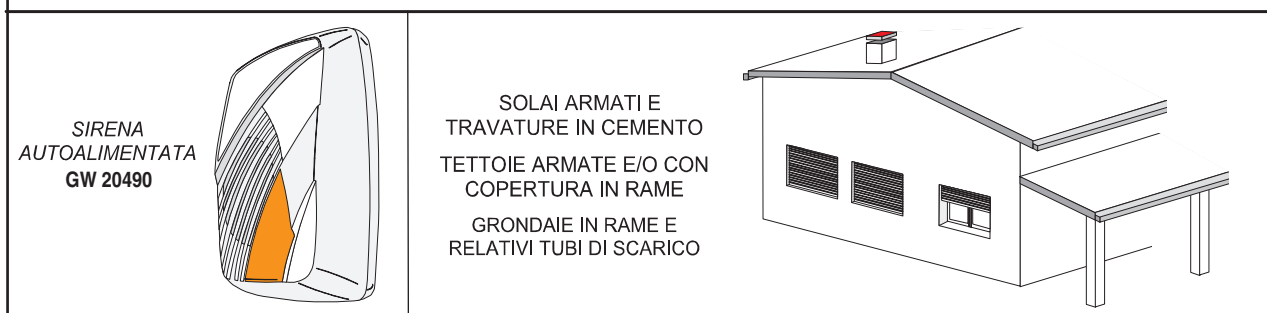 SIRENA
AUTOALIMENTATA
GW 20490
SOLAI ARMATI E
TRAVATURE IN CEMENTO
TETTOIE ARMATE E/O CON
COPERTURA IN RAME
GRONDAIE IN RAME E
RELATIVI TUBI DI SCARICO